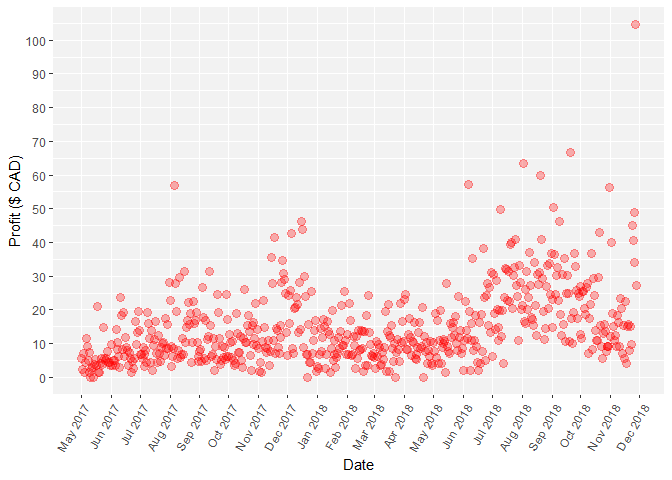 Profit ($ CAD)
100
90
80
70
60
50
40
30
20
10
0
May 2017
Jun 2017
Jul 2017
Aug 2017
Sep 2017
Oct 2017
Nov 2017
Dec 2017
Jan 2018
Feb 2018
Mar 2018
Apr 2018
May 2018
Jun 2018
Jul 2018
Aug 2018
Sep 2018
Oct 2018
Nov 2018
Dec 2018
Date